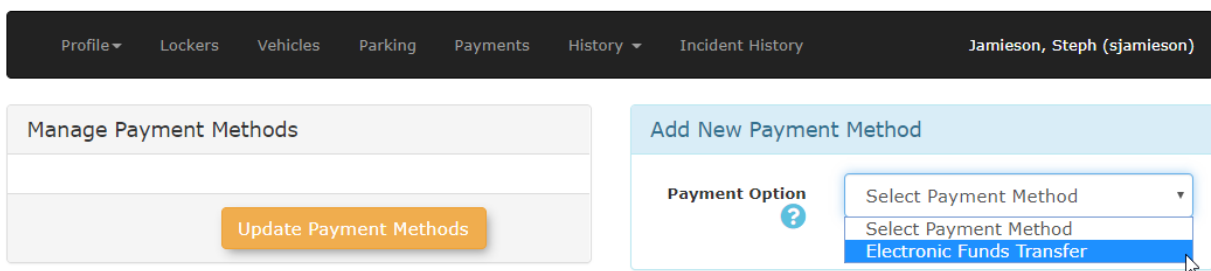 Profile Lockers Vehicles Parking Payments History Incident History Jamieson, Steph (sjamieson)
Manage Payment Methods
Update Payment Methods
Add New Payment Method
Payment Option
?
Select Payment Method
Select Payment Method
Electronic Funds Transfer